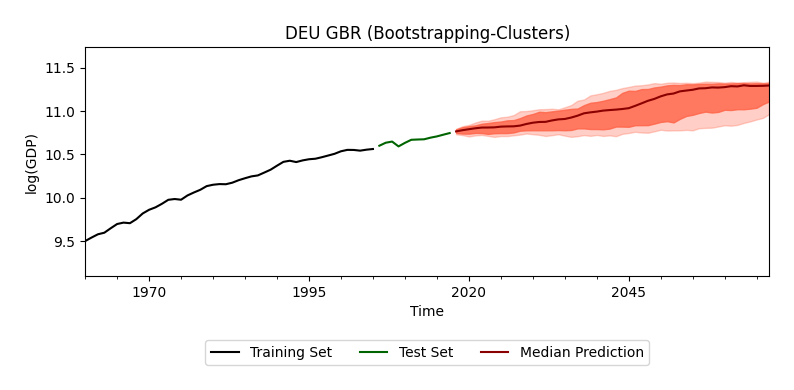 DEU GBR (Bootstrapping-Clusters)
11.5
11.0
10.5
10.0
9.5
log(GDP)
1970 1995 2020 2045
Time
Training Set Test Set Median Prediction